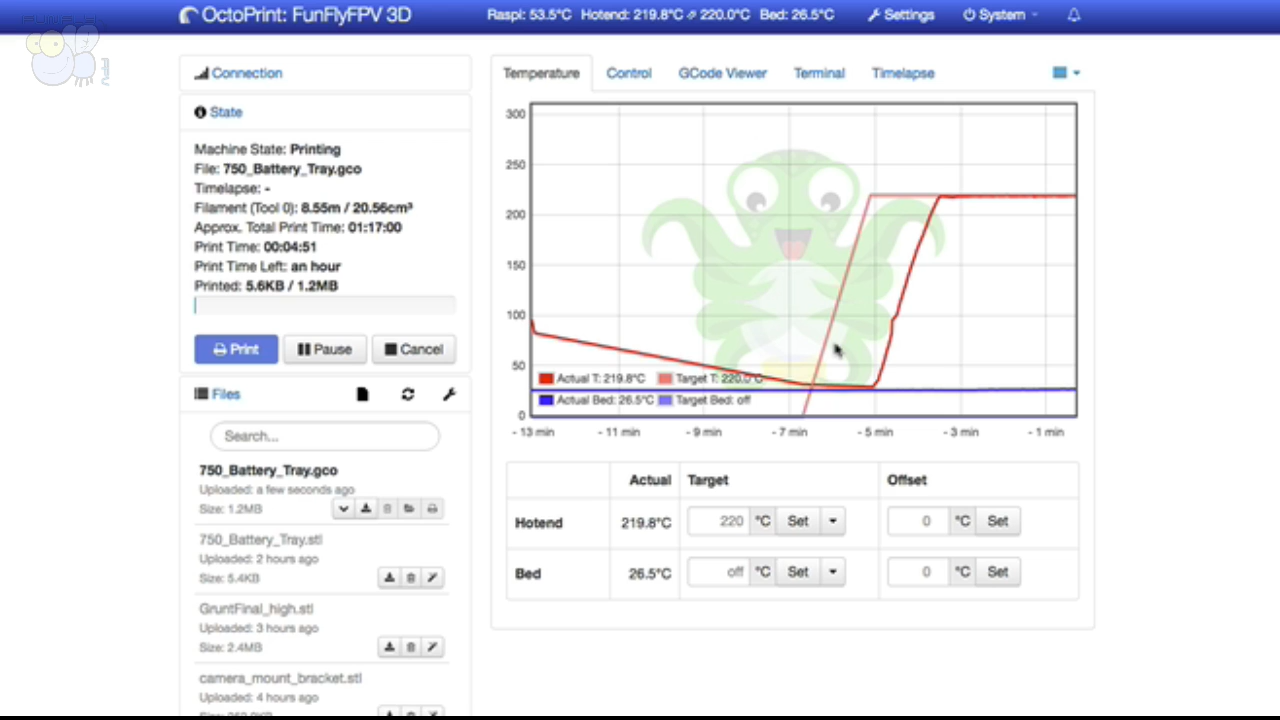 OctoPrint: FunFlyFPV 3D
Raspi: 53.5°C Hotend: 219.8°C ⇗ 220.0°C Bed: 26.5°C
Settings
System
Connection
State
Machine State: Printing
File: 750_Battery_Tray.gco
Timelapse: -
Filament (Tool 0): 8.55m / 20.56cm³
Approx. Total Print Time: 01:17:00
Print Time: 00:04:51
Print Time Left: an hour
Printed: 5.6KB / 1.2MB
Print Pause Cancel
Files
Search...
750_Battery_Tray.gco
Uploaded: a few seconds ago
Size: 1.2MB
750_Battery_Tray.stl
Uploaded: 2 hours ago
Size: 5.4KB
GruntFinal_high.stl
Uploaded: 3 hours ago
Size: 2.4MB
camera_mount_bracket.stl
Uploaded: 4 hours ago
Temperature Control GCode Viewer Terminal Timelapse
300
250
200
150
100
50
0
Actual T: 219.8°C Target T: 220.0°C
Actual Bed: 26.5°C Target Bed: off
- 13 min - 11 min - 9 min - 7 min - 5 min - 3 min - 1 min
Actual Target Offset
Hotend 219.8°C 220 °C Set 0 °C Set
Bed 26.5°C off °C Set 0 °C Set